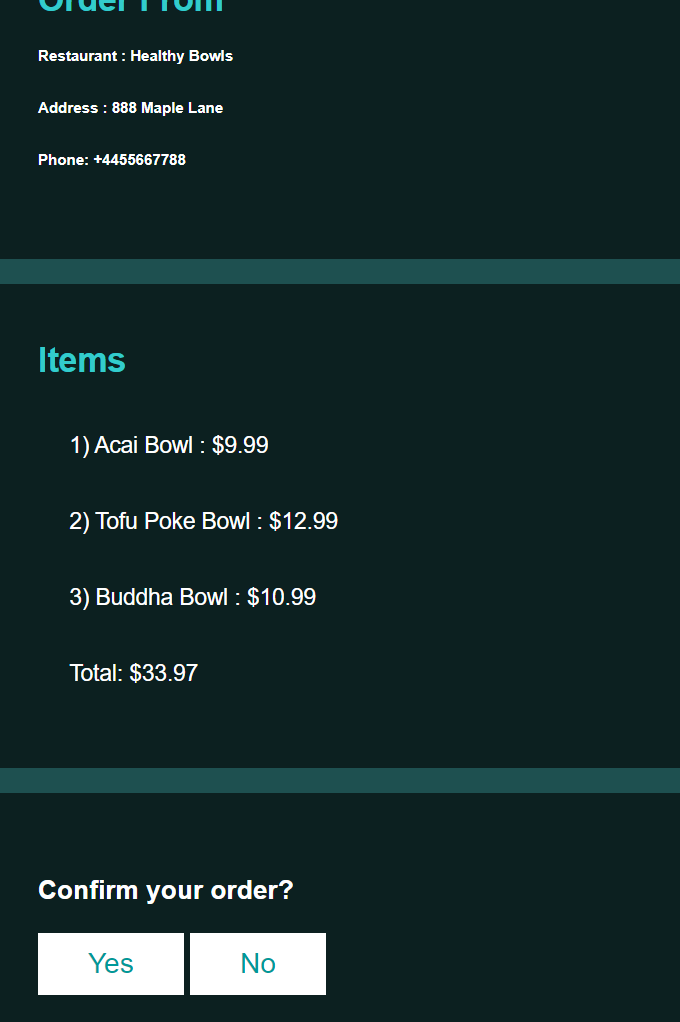 Order From
Restaurant : Healthy Bowls
Address : 888 Maple Lane
Phone: +4455667788
Items
1) Acai Bowl : $9.99
2) Tofu Poke Bowl : $12.99
3) Buddha Bowl : $10.99
Total: $33.97
Confirm your order?
Yes No